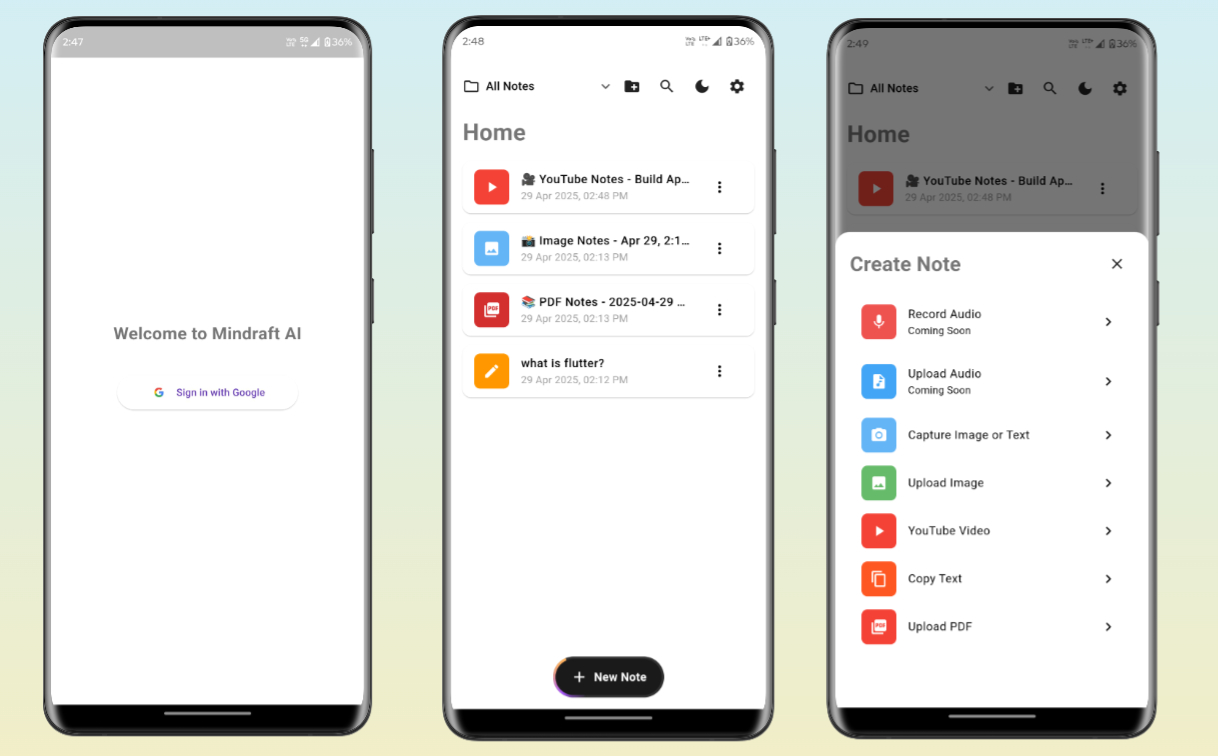 2:47
36%
Welcome to Mindraft AI
Sign in with Google
2:48
LTE+
36%
All Notes
Home
YouTube Notes - Build Ap...
29 Apr 2025, 02:48 PM
Image Notes - Apr 29, 2:1...
29 Apr 2025, 02:13 PM
PDF
PDF Notes - 2025-04-29 ...
29 Apr 2025, 02:13 PM
what is flutter?
29 Apr 2025, 02:12 PM
+ New Note
2:49
LTE+
36%
All Notes
Home
YouTube Notes - Build Ap...
29 Apr 2025, 02:48 PM
Create Note
Record Audio
Coming Soon
Upload Audio
Coming Soon
Capture Image or Text
Upload Image
YouTube Video
Copy Text
PDF
Upload PDF